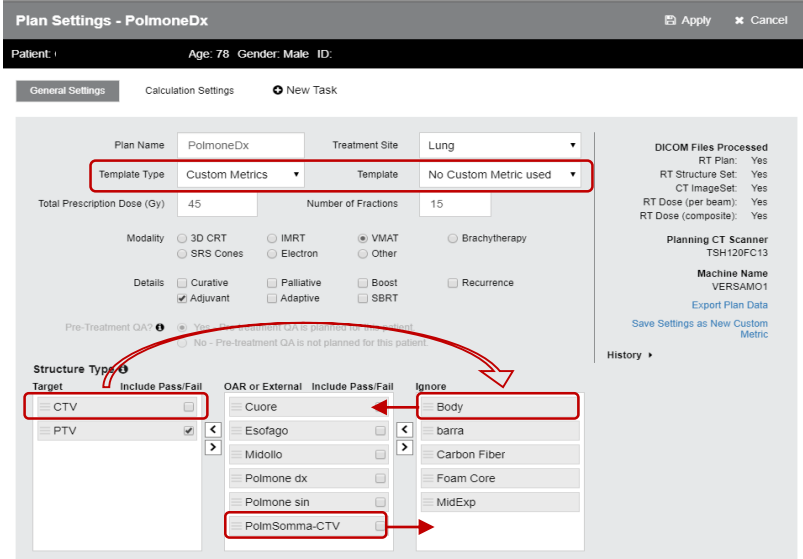 Plan Settings - PolmoneDx
Apply
Cancel
Patient:
Age: 78 Gender: Male ID:
General Settings
Calculation Settings
New Task
Plan Name PolmoneDx Treatment Site Lung
Template Type Custom Metrics Template No Custom Metric used
Total Prescription Dose (Gy) 45 Number of Fractions 15
Modality 3D CRT IMRT VMAT Brachytherapy
SRS Cones Electron Other
Details Curative Palliative Boost Recurrence
Adjuvant Adaptive SBRT
Pre-Treatment QA? Yes - Pre-treatment QA is planned for this patient.
No - Pre-treatment QA is not planned for this patient.
DICOM Files Processed
RT Plan: Yes
RT Structure Set: Yes
CT ImageSet: Yes
RT Dose (per beam): Yes
RT Dose (composite): Yes
Planning CT Scanner
TSH120FC13
Machine Name
VERSAMO1
Export Plan Data
Save Settings as New Custom
Metric
History
Structure Type
Target Include Pass/Fail
CTV
PTV
OAR or External Include Pass/Fail
Cuore
Esofago
Midollo
Polmone dx
Polmone sin
PolmSomma-CTV
Ignore
Body
barra
Carbon Fiber
Foam Core
MidExp